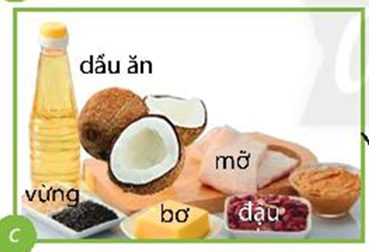 dầu ăn
mỡ
vừng
bơ
đậu
C